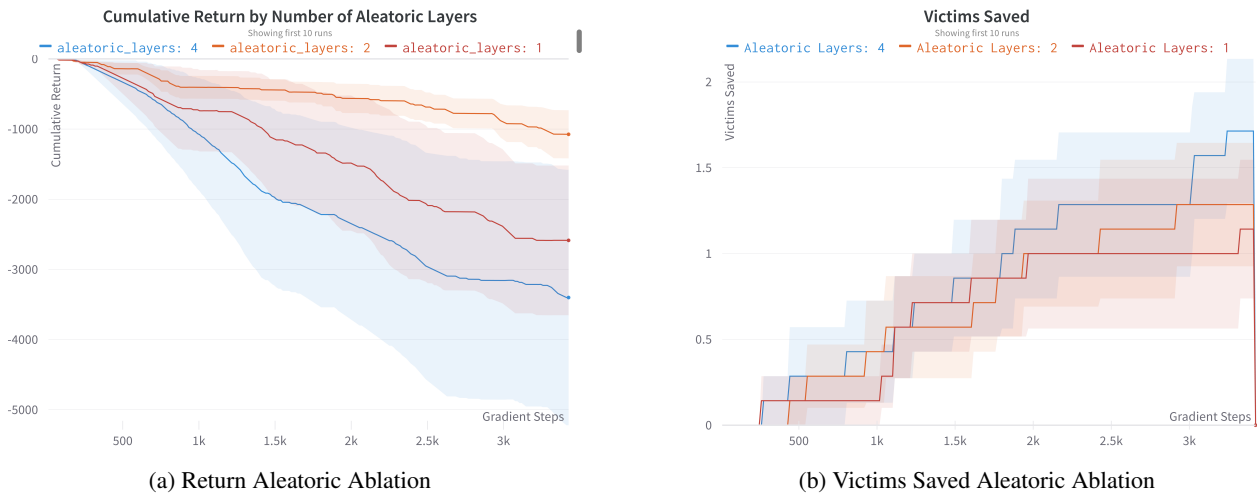 Cumulative Return by Number of Aleatoric Layers
Showing first 10 runs
aleatoric_layers: 4 aleatoric_layers: 2 aleatoric_layers: 1
Cumulative Return
0
-1000
-2000
-3000
-4000
-5000
Gradient Steps
500 1k 1.5k 2k 2.5k 3k
(a) Return Aleatoric Ablation
Victims Saved
Showing first 10 runs
Aleatoric Layers: 4 Aleatoric Layers: 2 Aleatoric Layers: 1
Victims Saved
2
1.5
1
0.5
0
Gradient Steps
500 1k 1.5k 2k 2.5k 3k
(b) Victims Saved Aleatoric Ablation